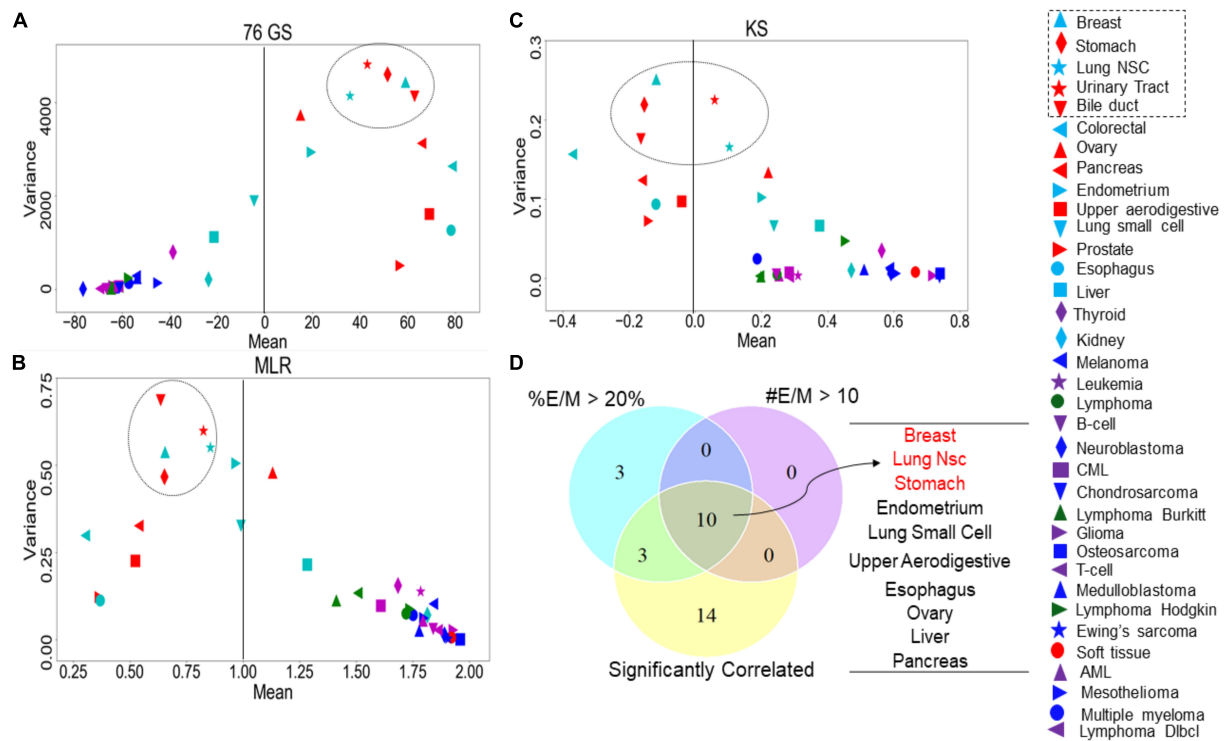 A
76 GS
Variance
0
2000
4000
−80
−60
−40
−20
0
20
40
60
80
Mean
B
MLR
Variance
0.00
0.25
0.50
0.75
0.25
0.50
0.75
1.00
1.25
1.50
1.75
2.00
Mean
C
KS
Variance
0.0
0.1
0.2
0.3
−0.4
−0.2
0.0
0.2
0.4
0.6
0.8
Mean
D
%E/M > 20%
#E/M > 10
3
0
0
10
3
0
14
Significantly Correlated
Breast
Lung Nsc
Stomach
Endometrium
Lung Small Cell
Upper Aerodigestive
Esophagus
Ovary
Liver
Pancreas
Breast
Stomach
Lung NSC
Urinary Tract
Bile duct
Colorectal
Ovary
Pancreas
Endometrium
Upper aerodigestive
Lung small cell
Prostate
Esophagus
Liver
Thyroid
Kidney
Melanoma
Leukemia
Lymphoma
B-cell
Neuroblastoma
CML
Chondrosarcoma
Lymphoma Burkitt
Glioma
Osteosarcoma
T-cell
Medulloblastoma
Lymphoma Hodgkin
Ewing's sarcoma
Soft tissue
AML
Mesothelioma
Multiple myeloma
Lymphoma Dlbcl